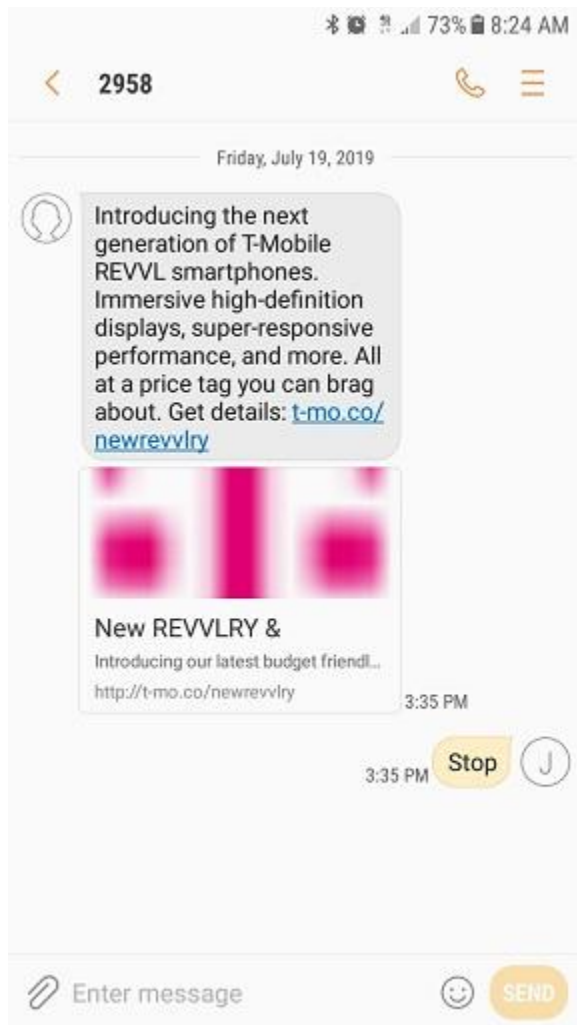 73% 8:24 AM
2958
Friday, July 19, 2019
Introducing the next
generation of T-Mobile
REVVL smartphones.
Immersive high-definition
displays, super-responsive
performance, and more. All
at a price tag you can brag
about. Get details: t-mo.co/
newrevvlry
New REVVLRY &
Introducing our latest budget friendl...
http://t-mo.co/newrevvlry
3:35 PM
Stop
J
3:35 PM
Enter message
SEND